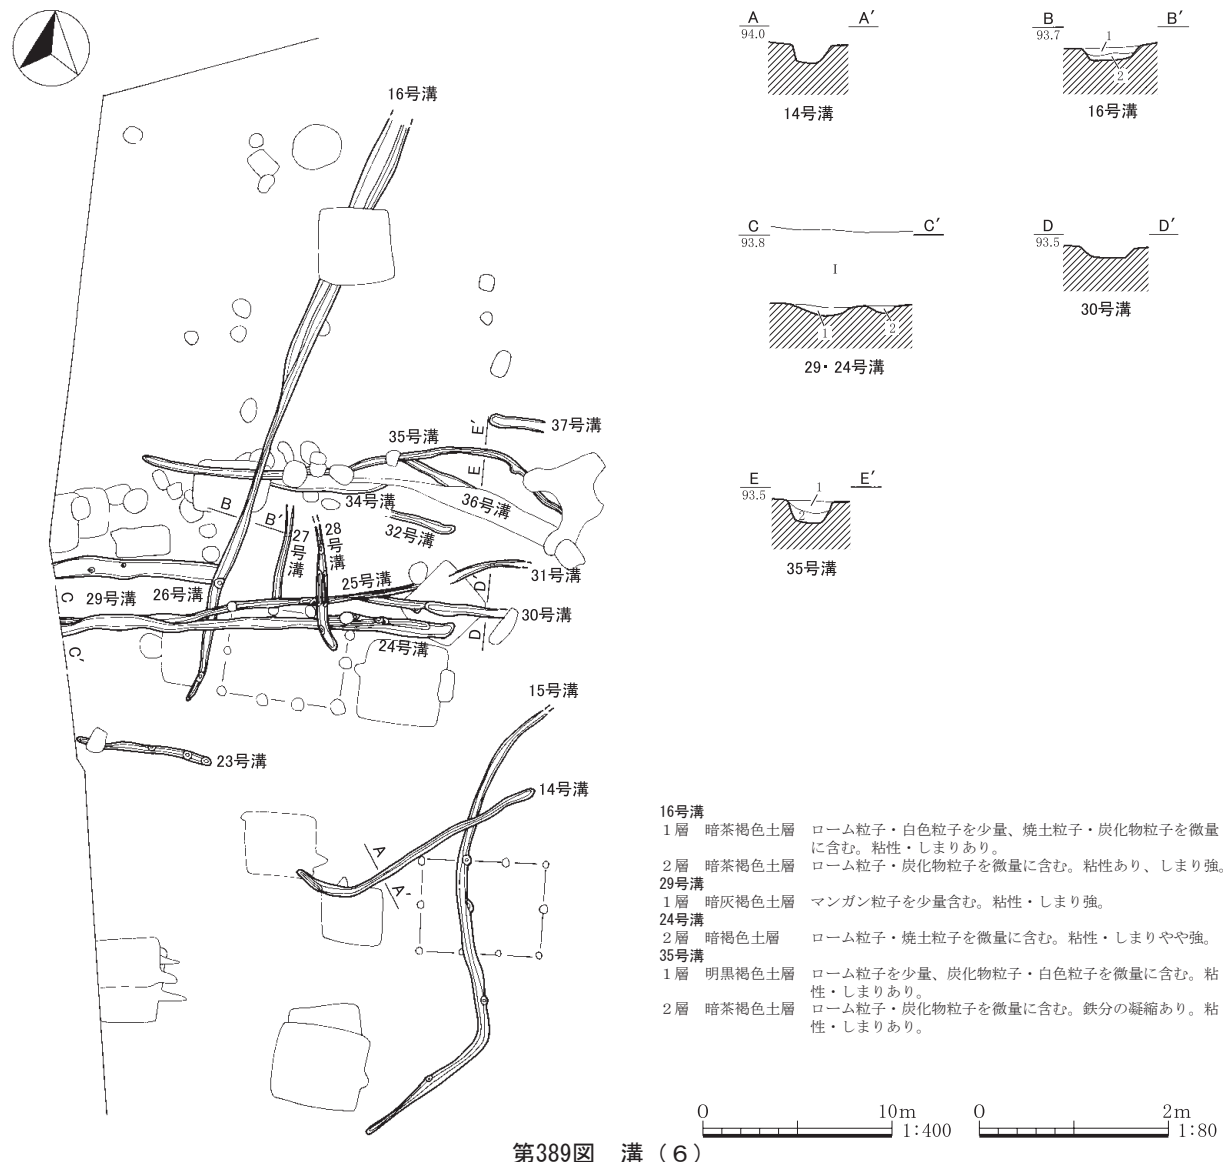 16号溝
37号溝
35号溝
E′
E
36号溝
34号溝
32号溝
B
B′
27号溝
28号溝
31号溝
25号溝
D′
26号溝
29号溝
C
30号溝
D
24号溝
C′
15号溝
23号溝
14号溝
A
A′
A
A′
94.0
14号溝
B
B′
93.7
1
2
16号溝
C
C′
93.8
I
1
2
29・24号溝
D
D′
93.5
30号溝
E
E′
93.5
1
2
35号溝
16号溝
1層 暗茶褐色土層 ローム粒子・白色粒子を少量、焼土粒子・炭化物粒子を微量
に含む。粘性・しまりあり。
2層 暗茶褐色土層 ローム粒子・炭化物粒子を微量に含む。粘性あり、しまり強。
29号溝
1層 暗灰褐色土層 マンガン粒子を少量含む。粘性・しまり強。
24号溝
2層 暗褐色土層 ローム粒子・焼土粒子を微量に含む。粘性・しまりやや強。
35号溝
1層 明黒褐色土層 ローム粒子を少量、炭化物粒子・白色粒子を微量に含む。粘
性・しまりあり。
2層 暗茶褐色土層 ローム粒子・炭化物粒子を微量に含む。鉄分の凝縮あり。粘
性・しまりあり。
0 10m
1:400
0 2m
1:80
第389図 溝(6)